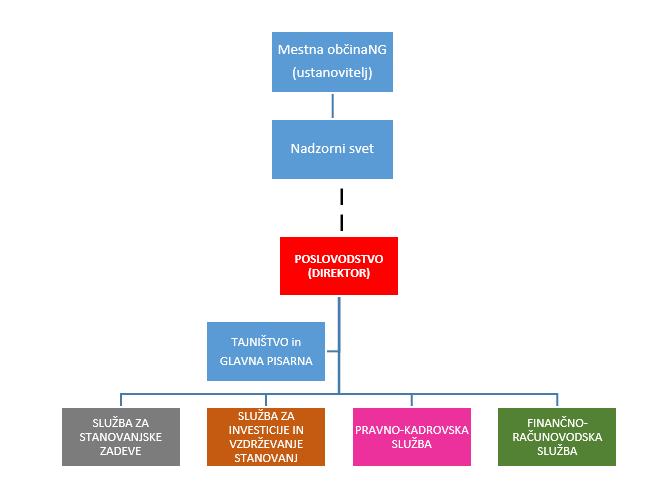 Mestna občinaNG
(ustanovitelj)
Nadzorni svet
POSLOVODSTVO
(DIREKTOR)
TAJNIŠTVO in
GLAVNA PISARNA
SLUŽBA ZA
STANOVANJSKE
ZADEVE
SLUŽBA ZA
INVESTICIJE IN
VZDRŽEVANJE
STANOVANJ
PRAVNO-KADROVSKA
SLUŽBA
FINANČNO-
RAČUNOVODSKA
SLUŽBA